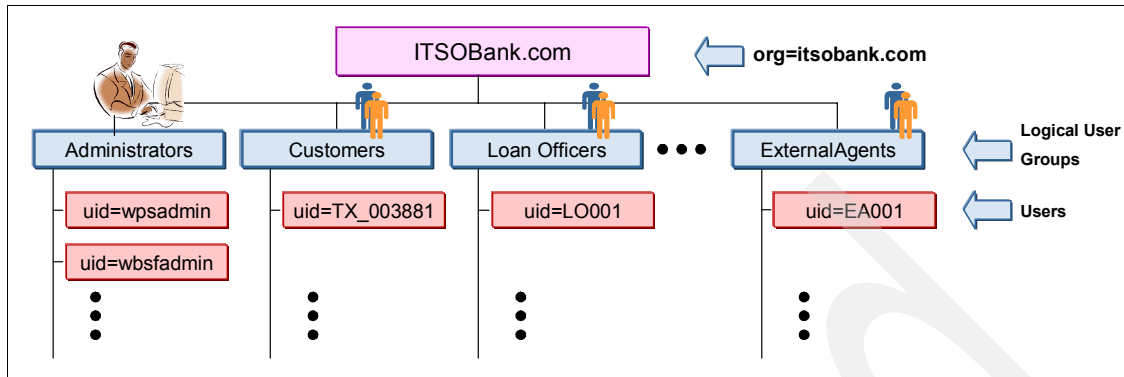 ITSOBank.com
org=itsobank.com
Administrators
Customers
Loan Officers
ExternalAgents
Logical User
Groups
uid=wpsadmin
uid=TX_003881
uid=LO001
uid=EA001
Users
uid=wbsfadmin